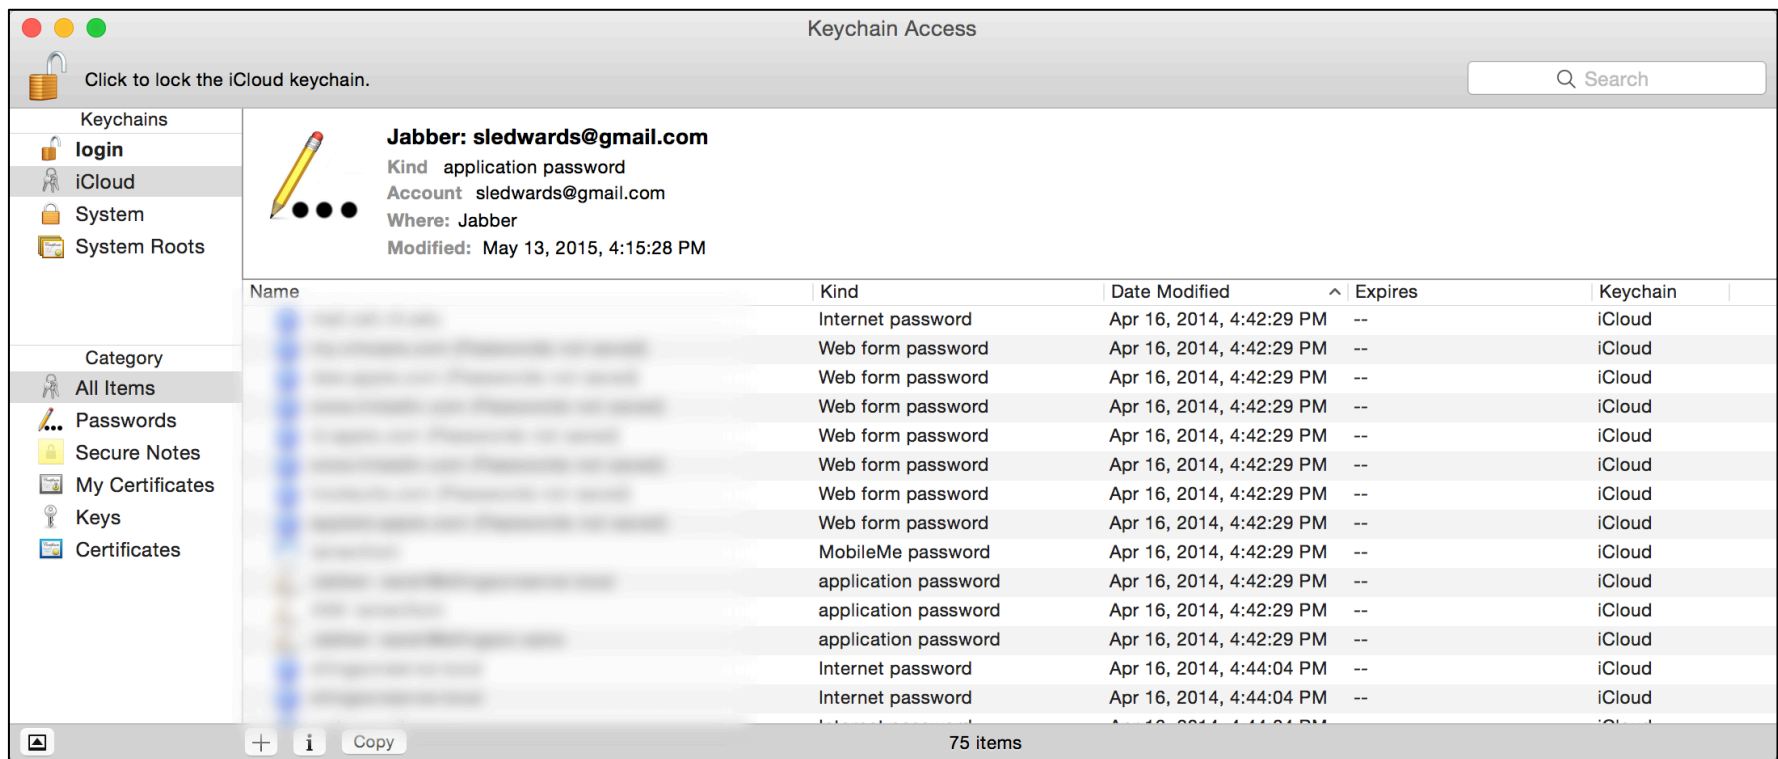 Keychain Access
Click to lock the iCloud keychain.
Search
Keychains
login
iCloud
System
System Roots
Category
All Items
Passwords
Secure Notes
My Certificates
Keys
Certificates
Jabber: sledwards@gmail.com
Kind application password
Account sledwards@gmail.com
Where: Jabber
Modified: May 13, 2015, 4:15:28 PM
Name Kind Date Modified Expires Keychain
Internet password Apr 16, 2014, 4:42:29 PM -- iCloud
Web form password Apr 16, 2014, 4:42:29 PM -- iCloud
Web form password Apr 16, 2014, 4:42:29 PM -- iCloud
Web form password Apr 16, 2014, 4:42:29 PM -- iCloud
Web form password Apr 16, 2014, 4:42:29 PM -- iCloud
Web form password Apr 16, 2014, 4:42:29 PM -- iCloud
Web form password Apr 16, 2014, 4:42:29 PM -- iCloud
Web form password Apr 16, 2014, 4:42:29 PM -- iCloud
MobileMe password Apr 16, 2014, 4:42:29 PM -- iCloud
application password Apr 16, 2014, 4:42:29 PM -- iCloud
application password Apr 16, 2014, 4:42:29 PM -- iCloud
application password Apr 16, 2014, 4:42:29 PM -- iCloud
Internet password Apr 16, 2014, 4:44:04 PM -- iCloud
Internet password Apr 16, 2014, 4:44:04 PM -- iCloud
Copy
75 items